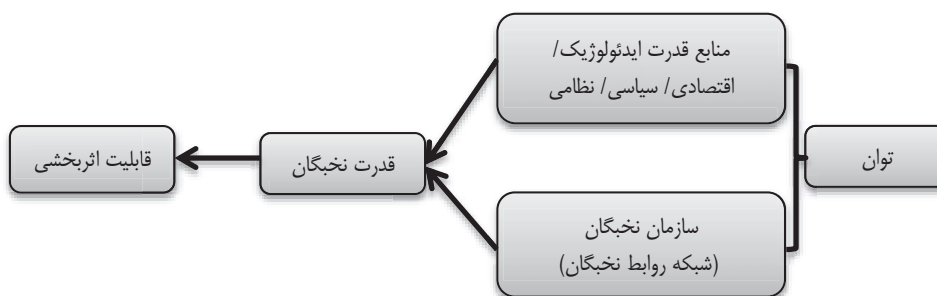 توان
منابع قدرت ایدئولوژیک/
اقتصادی/ سیاسی/ نظامی
سازمان نخبگان
(شبکه روابط نخبگان)
قدرت نخبگان
قابلیت اثربخشی